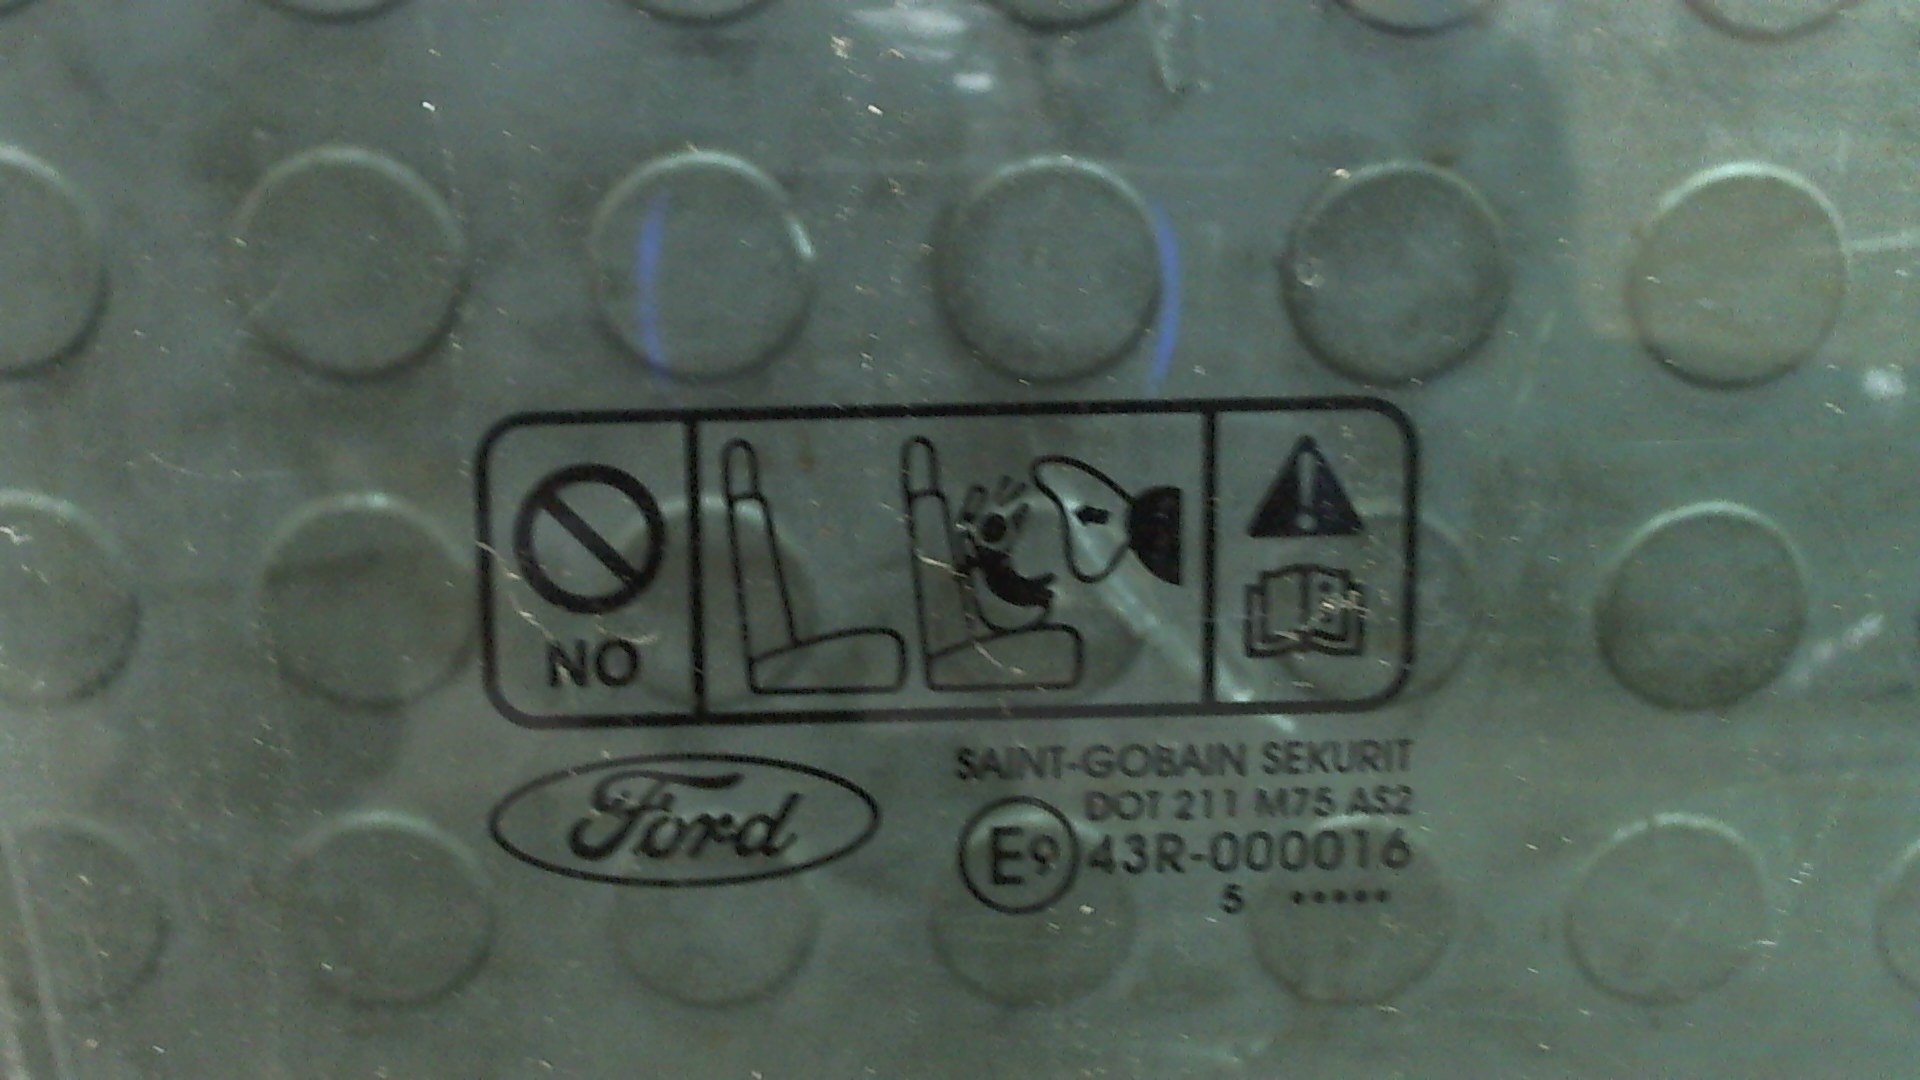 NO
Ford
SAINT-GOBAIN SEKURIT
DOT 211 M75 AS2
E9 43R-000016
5 •••••